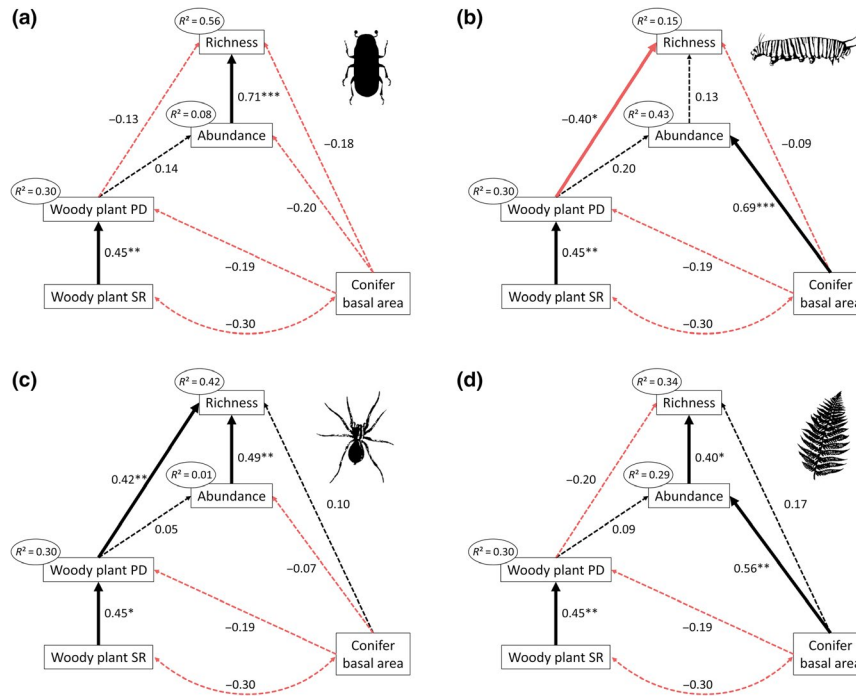 (a)
R² = 0.56
Richness
0.71***
R² = 0.08
Abundance
−0.13
−0.18
0.14
R² = 0.30
Woody plant PD
−0.20
0.45**
−0.19
Woody plant SR
Conifer
basal area
−0.30
(b)
R² = 0.15
Richness
0.13
−0.40*
R² = 0.43
Abundance
−0.09
0.20
R² = 0.30
Woody plant PD
0.69***
0.45**
−0.19
Woody plant SR
Conifer
basal area
−0.30
(c)
R² = 0.42
Richness
0.49**
0.42**
R² = 0.01
Abundance
0.10
0.05
R² = 0.30
Woody plant PD
−0.07
0.45*
−0.19
Woody plant SR
Conifer
basal area
−0.30
(d)
R² = 0.34
Richness
0.40*
−0.20
R² = 0.29
Abundance
0.17
0.09
R² = 0.30
Woody plant PD
0.56**
0.45**
−0.19
Woody plant SR
Conifer
basal area
−0.30